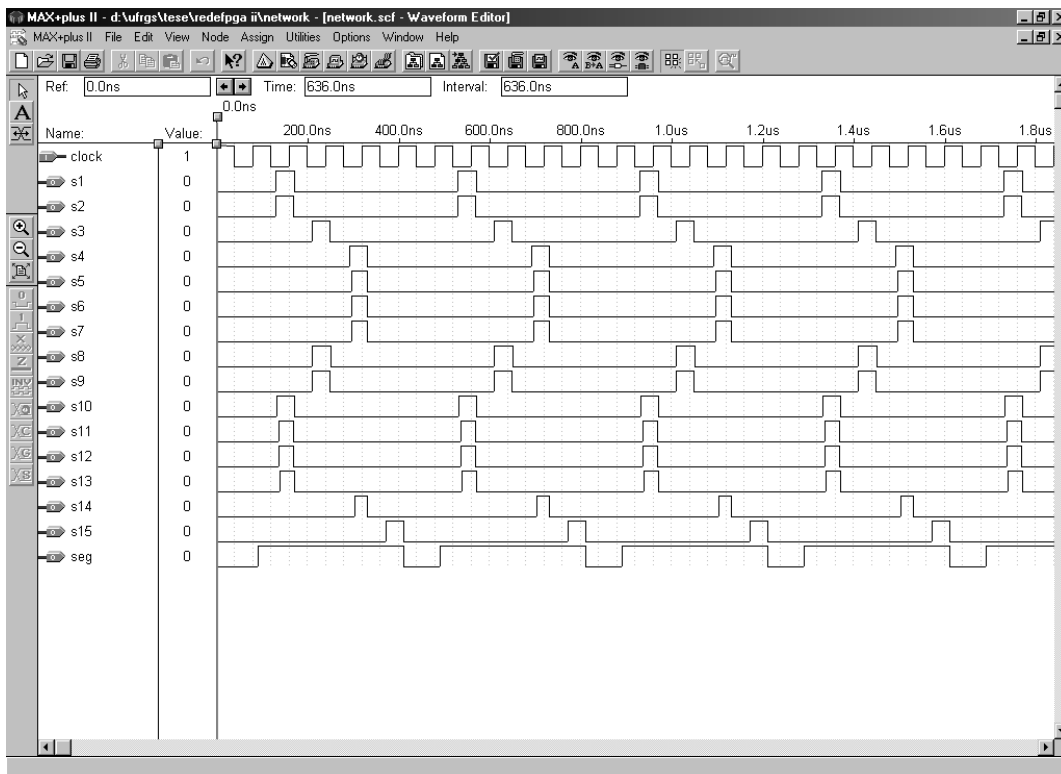 MAX+plus II - d:\ufrgs\tese\redefpga ii\network - [network.scf - Waveform Editor]
MAX+plus II File Edit View Node Assign Utilities Options Window Help
Ref: 0.0ns Time: 636.0ns Interval: 636.0ns
0.0ns
Name: Value: 200.0ns 400.0ns 600.0ns 800.0ns 1.0us 1.2us 1.4us 1.6us 1.8us
clock 1
s1 0
s2 0
s3 0
s4 0
s5 0
s6 0
s7 0
s8 0
s9 0
s10 0
s11 0
s12 0
s13 0
s14 0
s15 0
seg 0